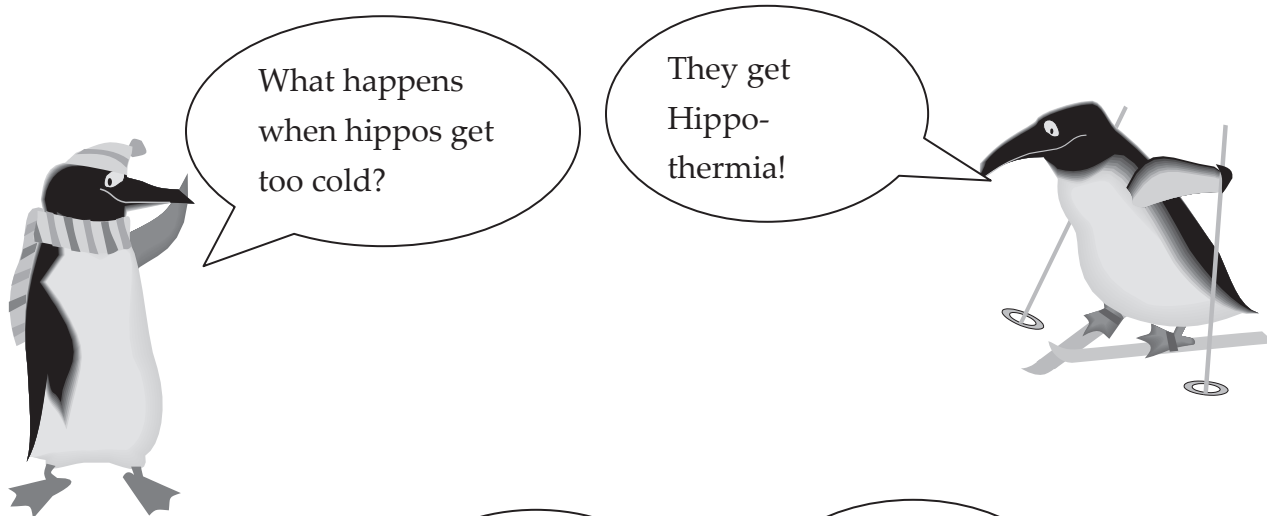 What happens
when hippos get
too cold?
They get
Hippo-
thermia!